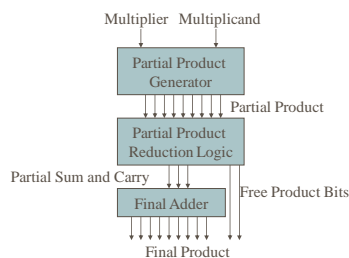 Multiplier Multiplicand
Partial Product
Generator
Partial Product
Partial Product
Reduction Logic
Partial Sum and Carry
Free Product Bits
Final Adder
Final Product